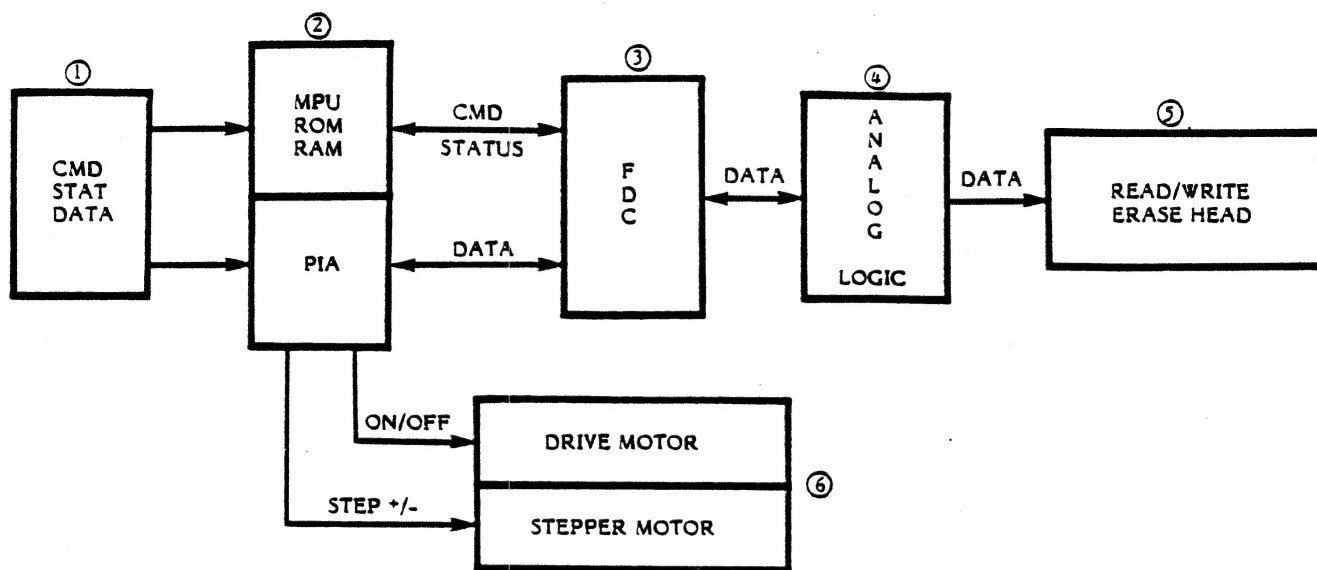 ①
CMD
STAT
DATA
②
MPU
ROM
RAM
PIA
CMD
STATUS
DATA
③
F
D
C
DATA
④
A
N
A
L
O
G
LOGIC
DATA
⑤
READ/WRITE
ERASE HEAD
ON/OFF
DRIVE MOTOR
STEP +/-
STEPPER MOTOR
⑥